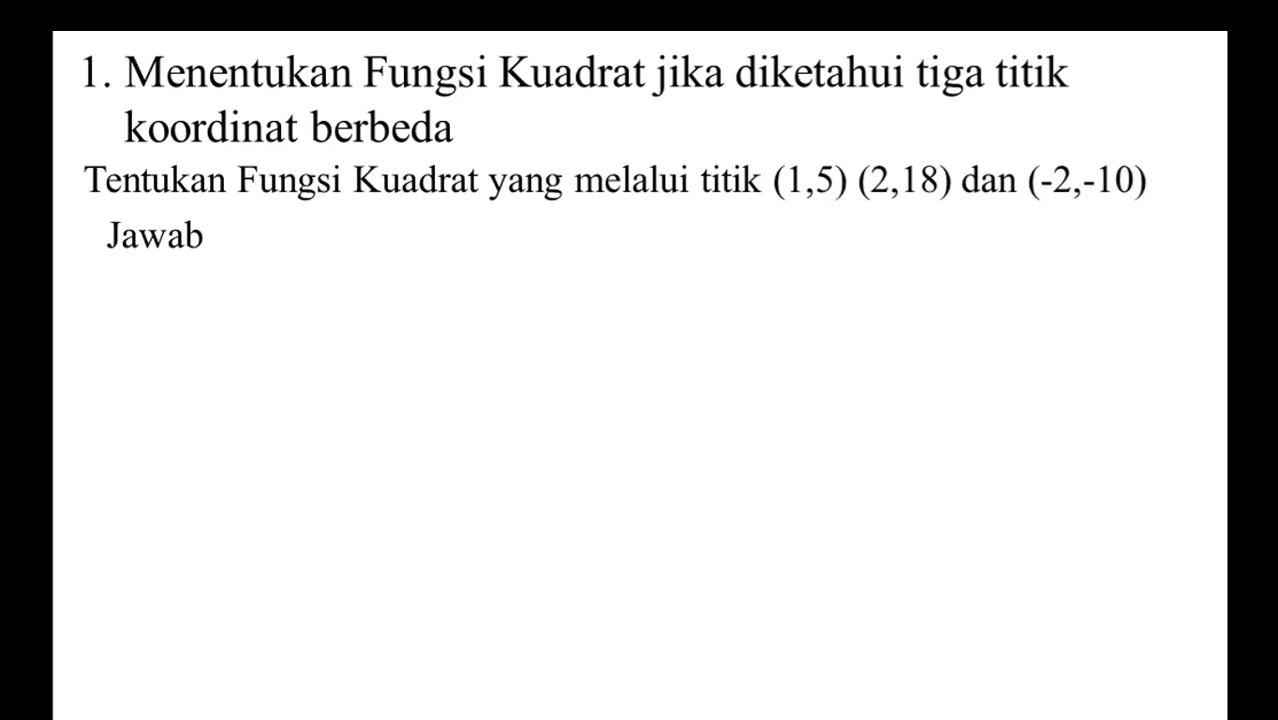 1. Menentukan Fungsi Kuadrat jika diketahui tiga titik
koordinat berbeda
Tentukan Fungsi Kuadrat yang melalui titik (1,5) (2,18) dan (-2,-10)
Jawab